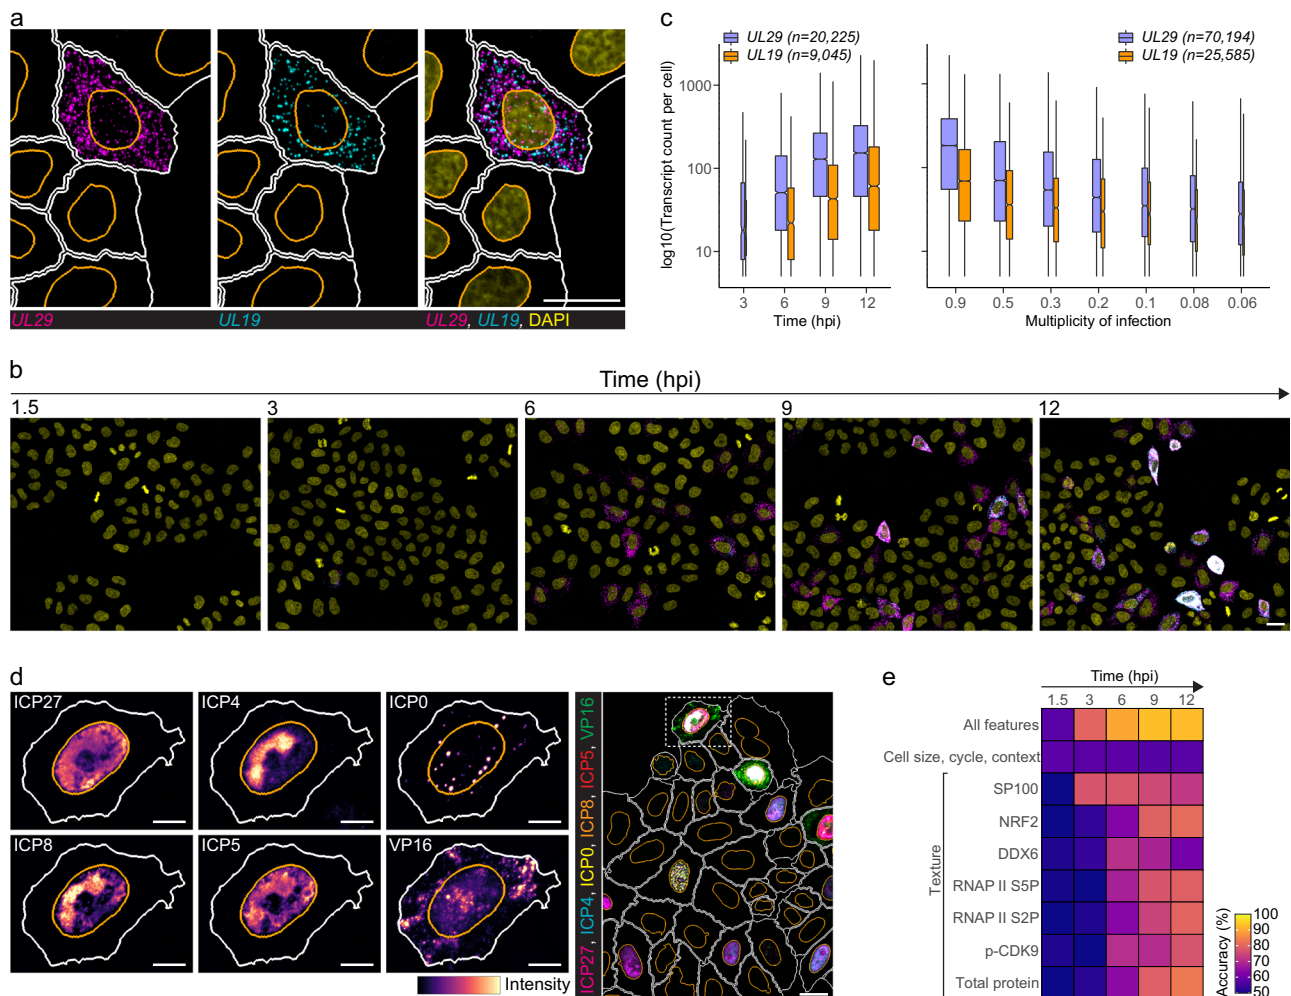 a
UL29
UL19
UL29, UL19, DAPI
c
UL29 (n=20,225)
UL19 (n=9,045)
UL29 (n=70,194)
UL19 (n=25,585)
log10(Transcript count per cell)
1000
100
10
3 6 9 12
Time (hpi)
0.9 0.5 0.3 0.2 0.1 0.08 0.06
Multiplicity of infection
b
Time (hpi)
1.5 3 6 9 12
d
ICP27
ICP4
ICP0
ICP8
ICP5
VP16
Intensity
ICP27, ICP4, ICP0, ICP8, ICP5, VP16
e
Time (hpi)
1.5 3 6 9 12
All features
Cell size, cycle, context
Texture
SP100
NRF2
DDX6
RNAP II S5P
RNAP II S2P
p-CDK9
Total protein
Accuracy (%)
100
90
80
70
60
50